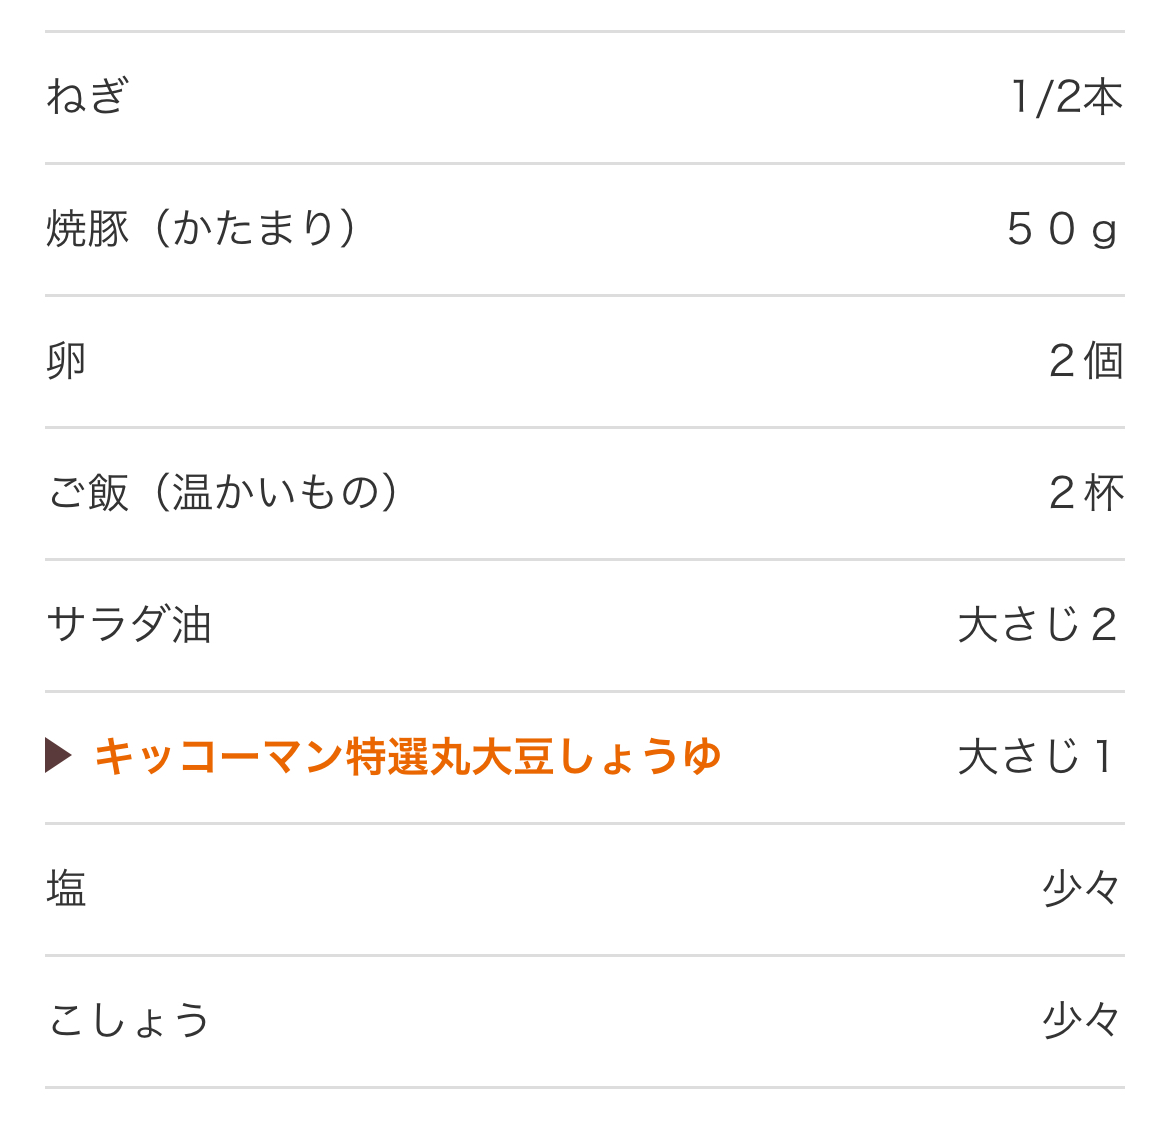 ねぎ 1/2本
焼豚（かたまり） ５０ｇ
卵 ２個
ご飯（温かいもの） ２杯
サラダ油 大さじ２
▶ キッコーマン特選丸大豆しょうゆ 大さじ１
塩 少々
こしょう 少々